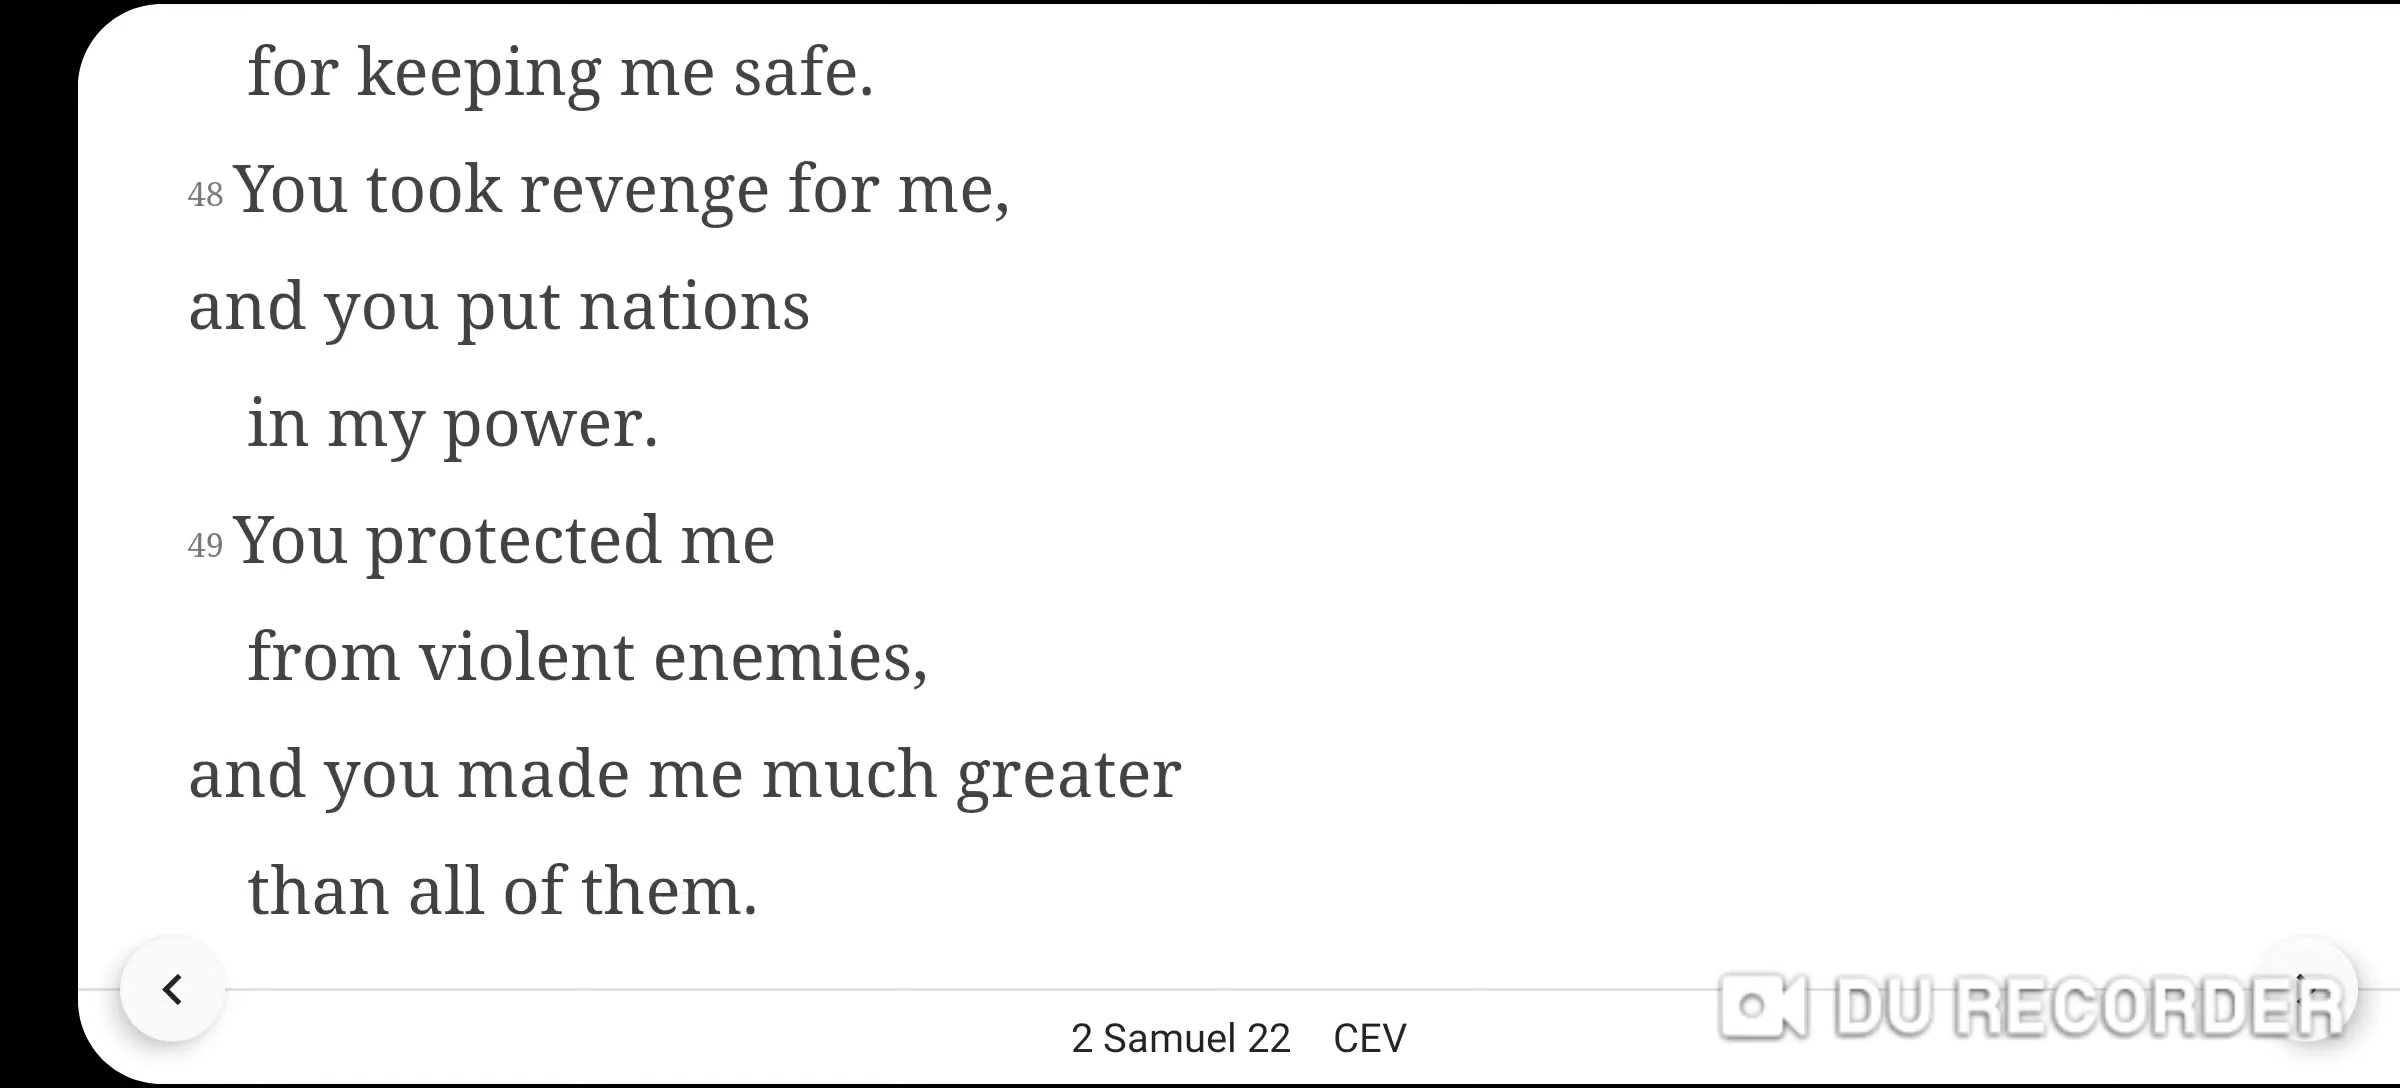 for keeping me safe.
48 You took revenge for me,
and you put nations
in my power.
49 You protected me
from violent enemies,
and you made me much greater
than all of them.
2 Samuel 22 CEV
DU RECORDER